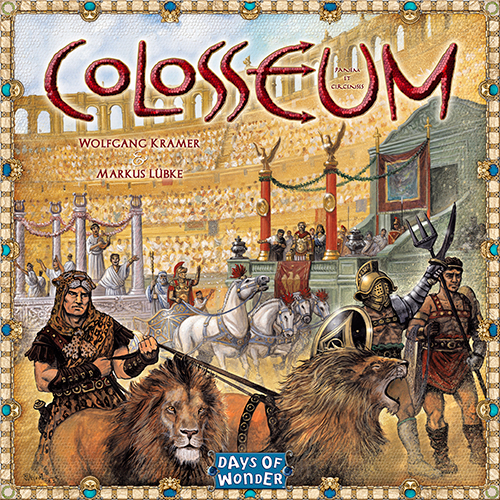 COLOSSEUM
PANEM
ET
CIRCENSES
WOLFGANG KRAMER
&
MARKUS LÜBKE
DAYS OF
WONDER